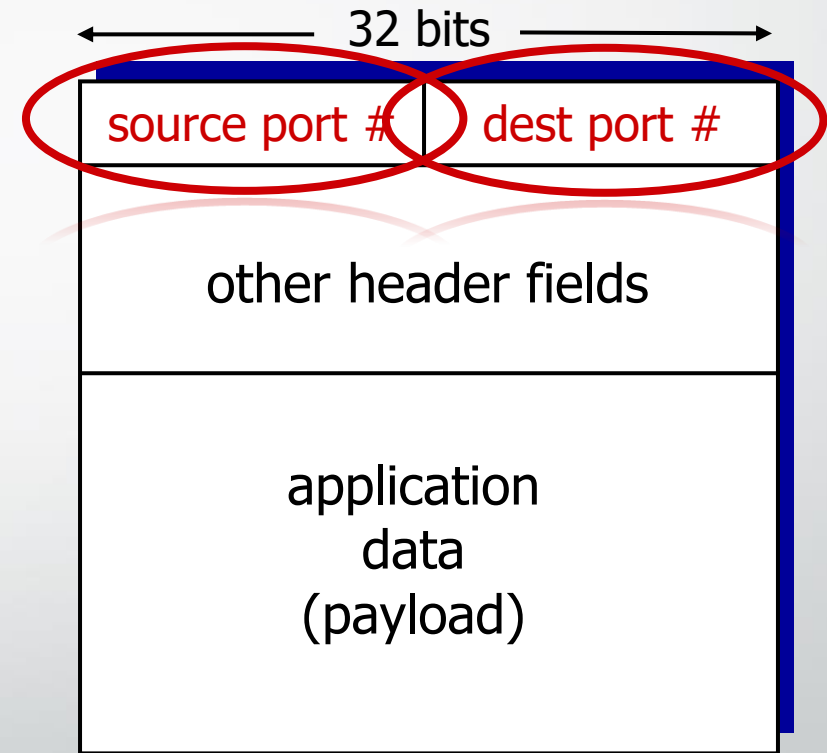 32 bits
source port # dest port #
other header fields
application
data
(payload)